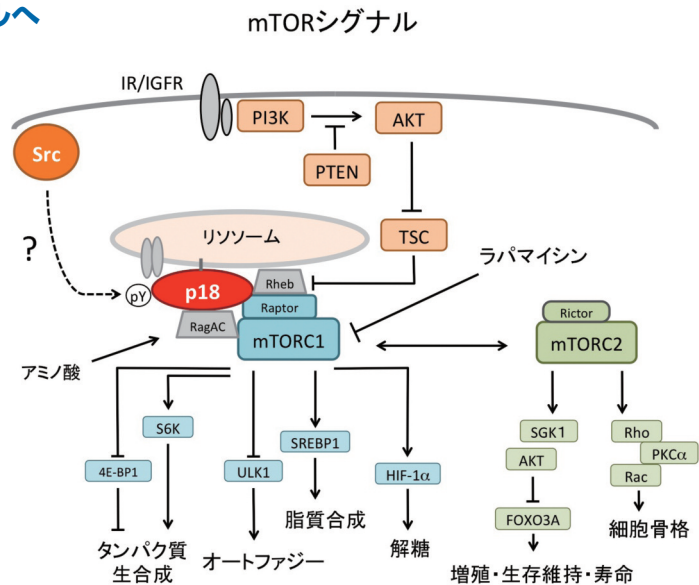 へ
mTORシグナル
IR/IGFR
PI3K
AKT
Src
PTEN
リソソーム
TSC
?
ラパマイシン
pY
p18
Rheb
Raptor
RagAC
mTORC1
Rictor
mTORC2
アミノ酸
S6K
4E-BP1
ULK1
SREBP1
HIF-1α
SGK1
AKT
Rho
PKCα
Rac
FOXO3A
脂質合成
タンパク質
生合成
オートファジー
解糖
細胞骨格
増殖・生存維持・寿命